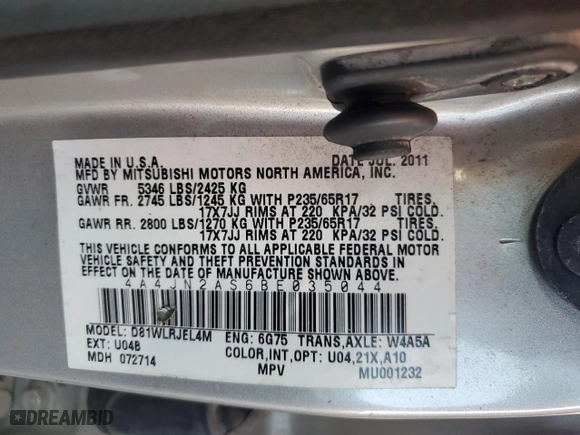 MADE IN U.S.A. DATE JUL. 2011
MFD BY MITSUBISHI MOTORS NORTH AMERICA, INC.
GVWR 5346 LBS/2425 KG
GAWR FR. 2745 LBS/1245 KG WITH P235/65R17 TIRES,
17X7JJ RIMS AT 220 KPA/32 PSI COLD.
GAWR RR. 2800 LBS/1270 KG WITH P235/65R17 TIRES,
17X7JJ RIMS AT 220 KPA/32 PSI COLD.
THIS VEHICLE CONFORMS TO ALL APPLICABLE FEDERAL MOTOR
VEHICLE SAFETY AND THEFT PREVENTION STANDARDS IN
EFFECT ON THE DATE OF MANUFACTURE SHOWN ABOVE.
4A4JN2AS6BE035044
MODEL: D81WLRJEL4M ENG: 6G75 TRANS,AXLE: W4A5A
EXT: U04B COLOR,INT,OPT: U04,21X,A10
MDH 072714 MPV MU001232
DREAMBID